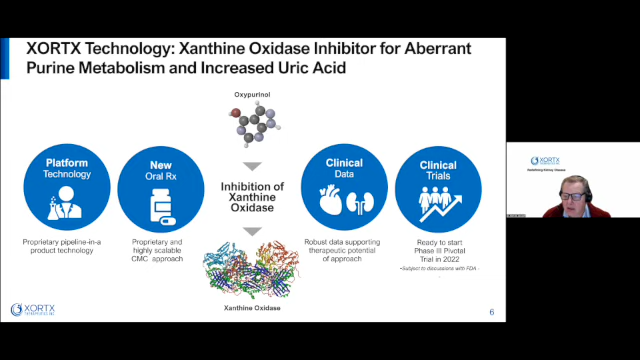 XORTX Technology: Xanthine Oxidase Inhibitor for Aberrant
Purine Metabolism and Increased Uric Acid
Oxypurinol
Platform
Technology
New
Oral Rx
Inhibition of
Xanthine
Oxidase
Clinical
Data
Clinical
Trials
Proprietary pipeline-in a
product technology
Proprietary and
highly scalable
CMC approach
Robust data supporting
therapeutic potential
of approach
Ready to start
Phase III Pivotal
Trial in 2022
*Subject to discussions with FDA
Xanthine Oxidase
XORTX
THERAPEUTICS INC
6
XORTX
Redefining Kidney Disease